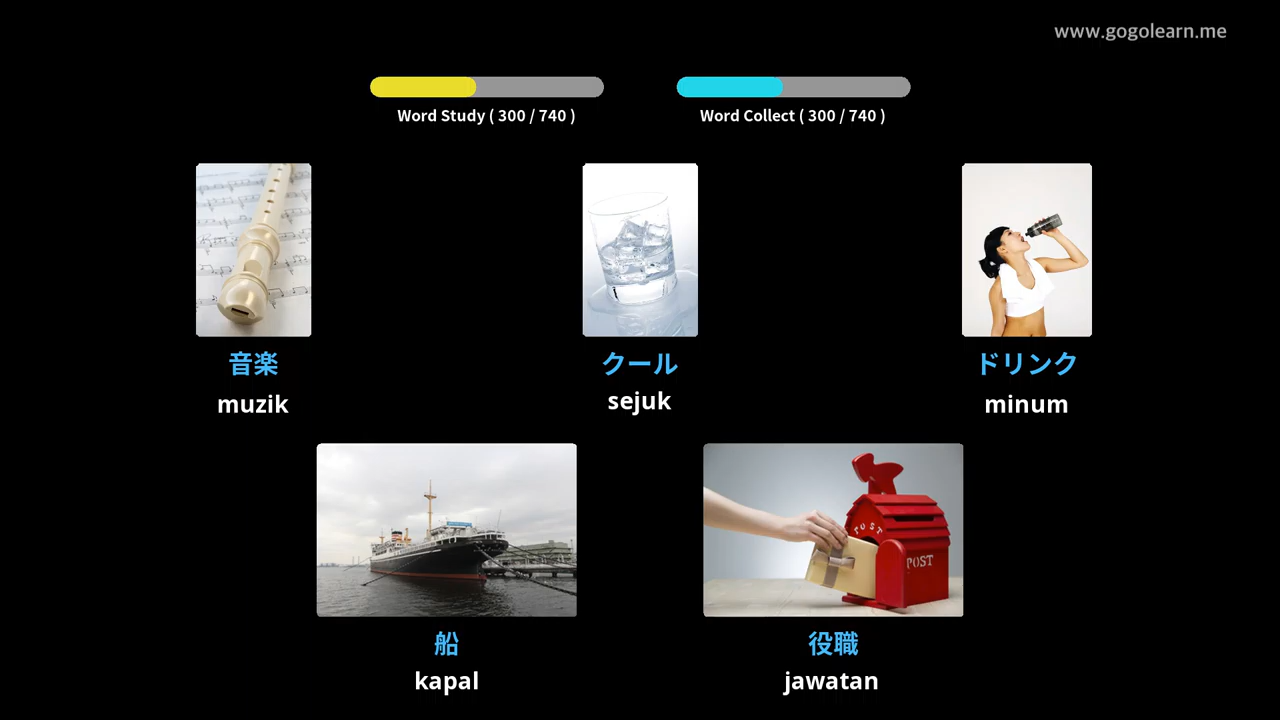 www.gogolearn.me
Word Study ( 300 / 740 )
Word Collect ( 300 / 740 )
音楽
muzik
クール
sejuk
ドリンク
minum
POST
POST
船
kapal
役職
jawatan